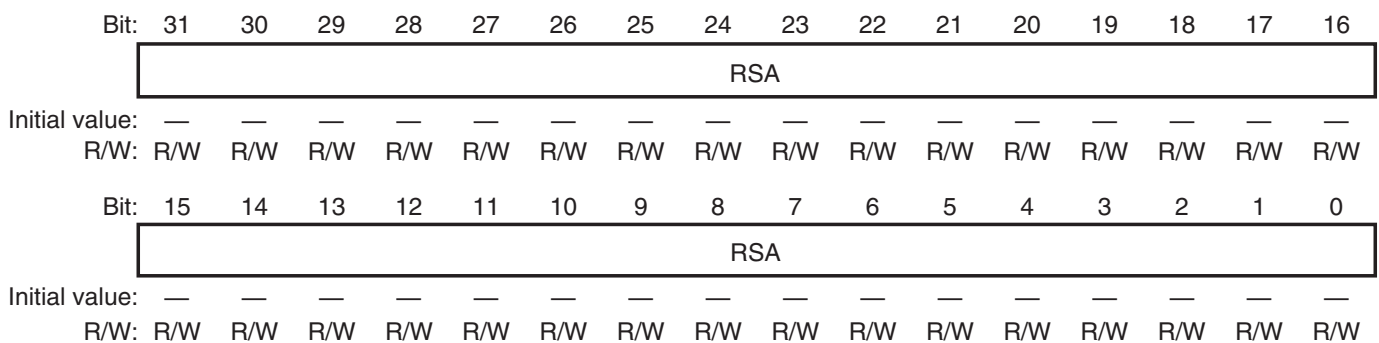 Bit: 31 30 29 28 27 26 25 24 23 22 21 20 19 18 17 16
RSA
Initial value: — — — — — — — — — — — — — — — —
R/W: R/W R/W R/W R/W R/W R/W R/W R/W R/W R/W R/W R/W R/W R/W R/W R/W
Bit: 15 14 13 12 11 10 9 8 7 6 5 4 3 2 1 0
RSA
Initial value: — — — — — — — — — — — — — — — —
R/W: R/W R/W R/W R/W R/W R/W R/W R/W R/W R/W R/W R/W R/W R/W R/W R/W